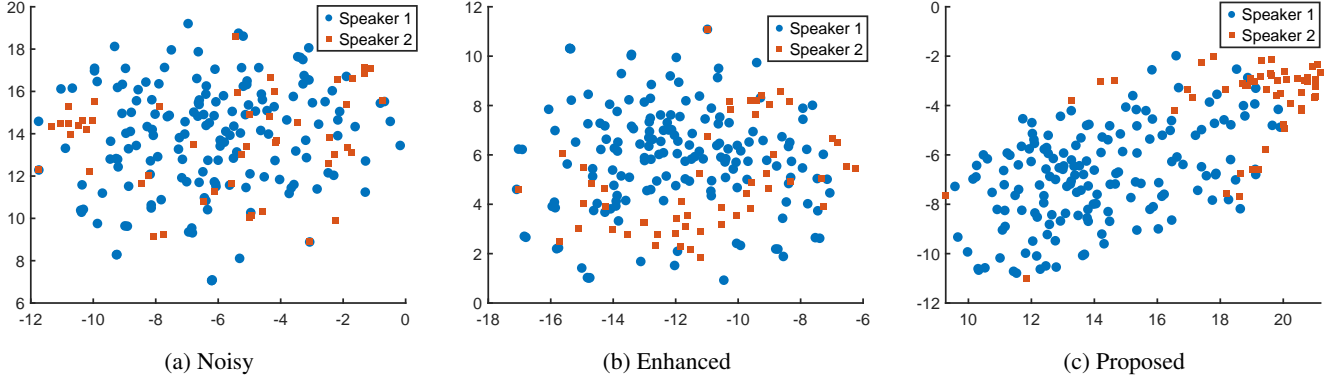 20
18
16
14
12
10
8
6
-12 -10 -8 -6 -4 -2 0
Speaker 1
Speaker 2
(a) Noisy
12
10
8
6
4
2
0
-18 -16 -14 -12 -10 -8 -6
Speaker 1
Speaker 2
(b) Enhanced
0
-2
-4
-6
-8
-10
-12
10 12 14 16 18 20
Speaker 1
Speaker 2
(c) Proposed